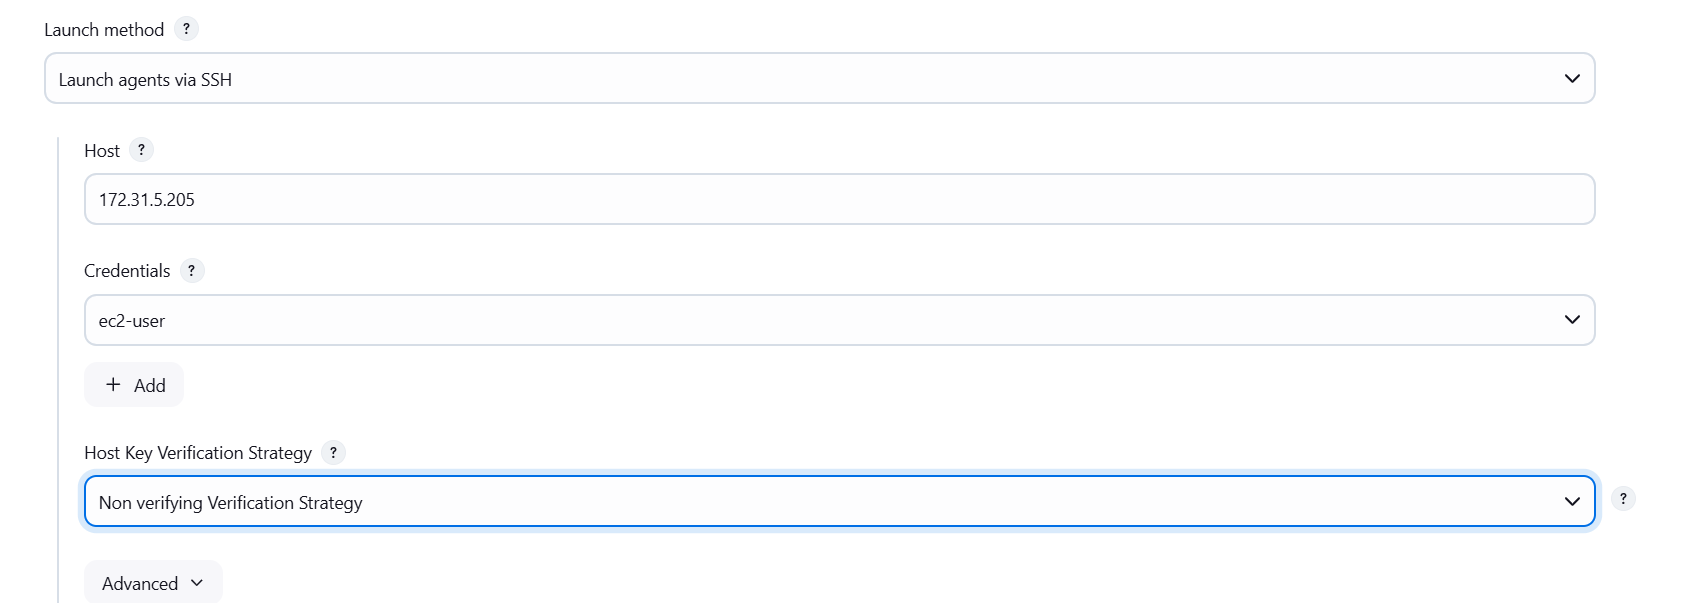 Launch method ?
Launch agents via SSH
Host ?
172.31.5.205
Credentials ?
ec2-user
+ Add
Host Key Verification Strategy ?
Non verifying Verification Strategy ?
Advanced